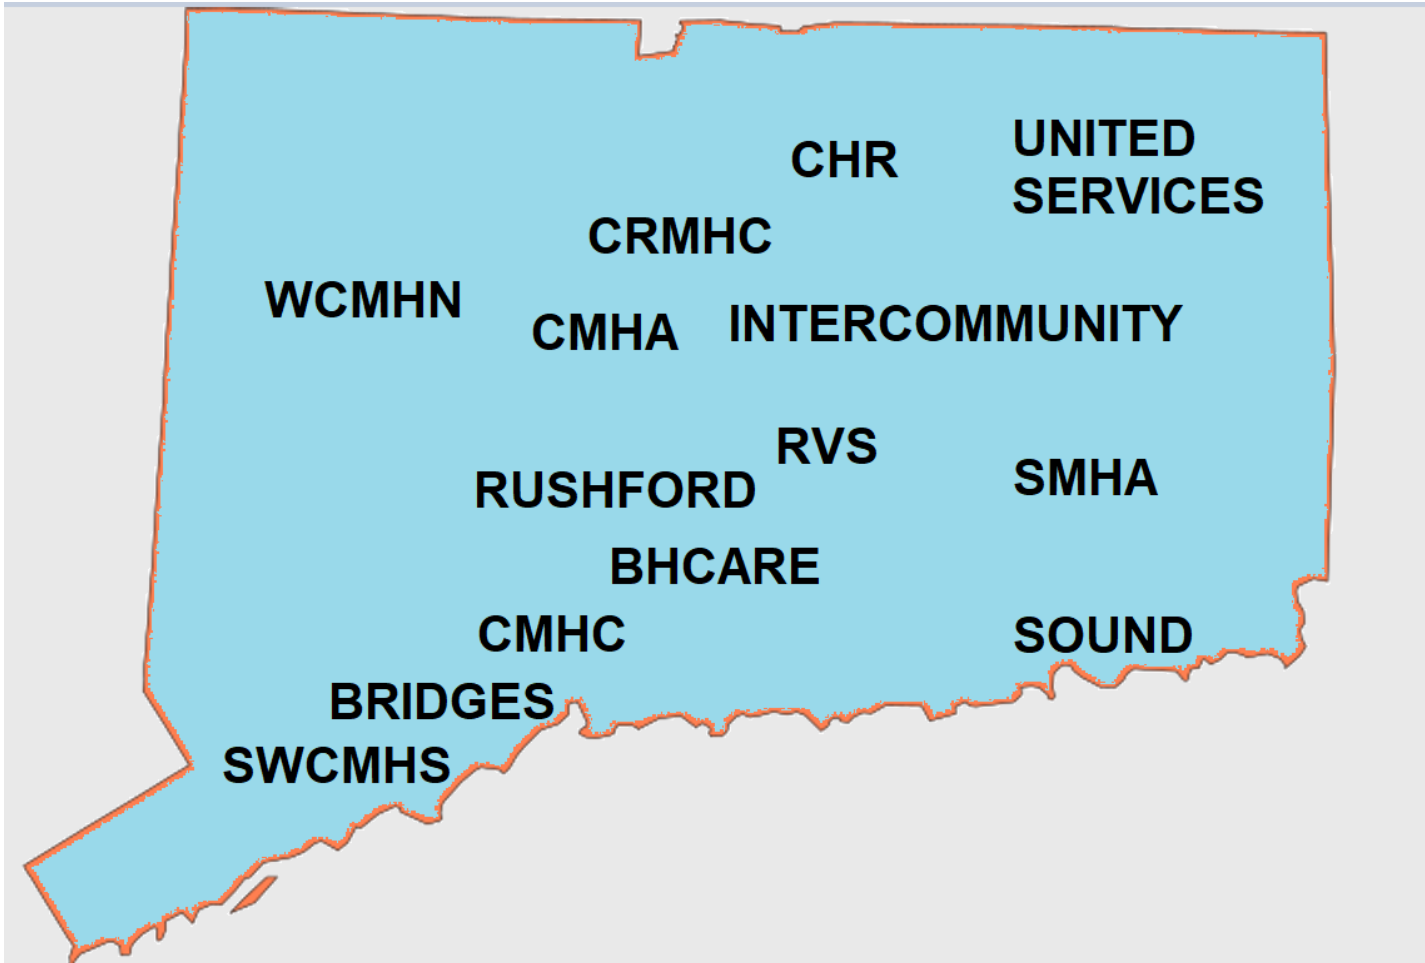 UNITED
SERVICES
CHR
CRMHC
WCMHN
CMHA
INTERCOMMUNITY
RVS
RUSHFORD
SMHA
BHCARE
CMHC
SOUND
BRIDGES
SWCMHS